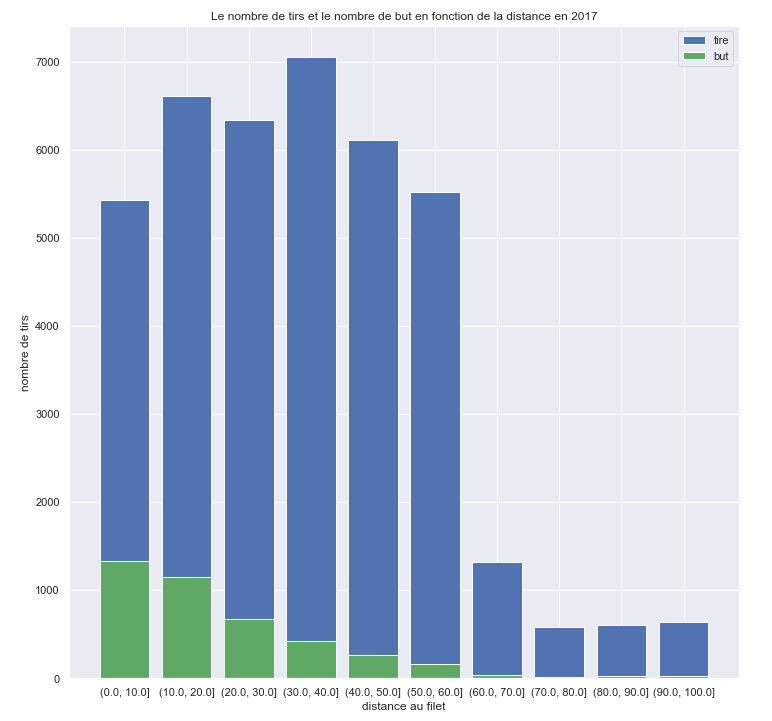 Le nombre de tirs et le nombre de but en fonction de la distance en 2017
tire
but
7000
6000
5000
4000
3000
2000
1000
0
nombre de tirs
(0.0, 10.0] (10.0, 20.0] (20.0, 30.0] (30.0, 40.0] (40.0, 50.0] (50.0, 60.0] (60.0, 70.0] (70.0, 80.0] (80.0, 90.0] (90.0, 100.0]
distance au filet